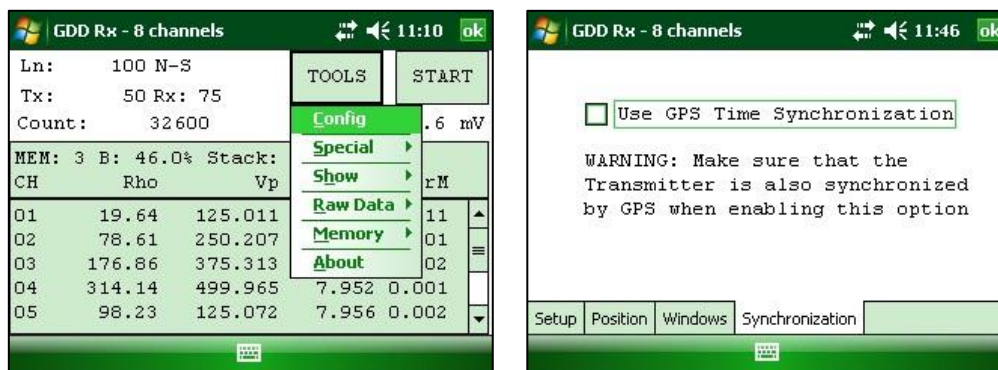 GDD Rx - 8 channels 11:10 ok
Ln: 100 N-S TOOLS START
Tx: 50 Rx: 75
Count: 32600 .6 mV
Config
Special
Show
Raw Data
Memory
About
MEM: 3 B: 46.0% Stack:
CH Rho Vp rM
01 19.64 125.011 11
02 78.61 250.207 01
03 176.86 375.313 02
04 314.14 499.965 7.952 0.001
05 98.23 125.072 7.956 0.002
GDD Rx - 8 channels 11:46 ok
Use GPS Time Synchronization
WARNING: Make sure that the
Transmitter is also synchronized
by GPS when enabling this option
Setup Position Windows Synchronization